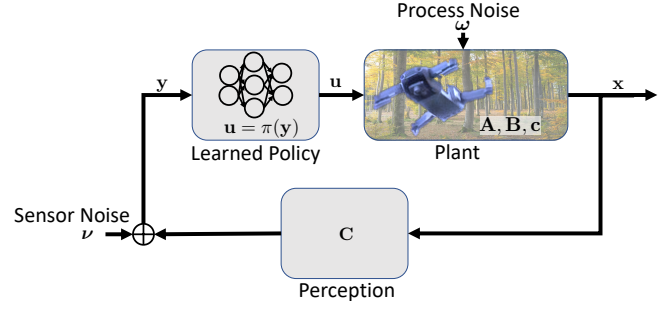 Process Noise
ω
y
u
x
u = π(y)
A, B, c
Learned Policy
Plant
Sensor Noise
ν
C
Perception